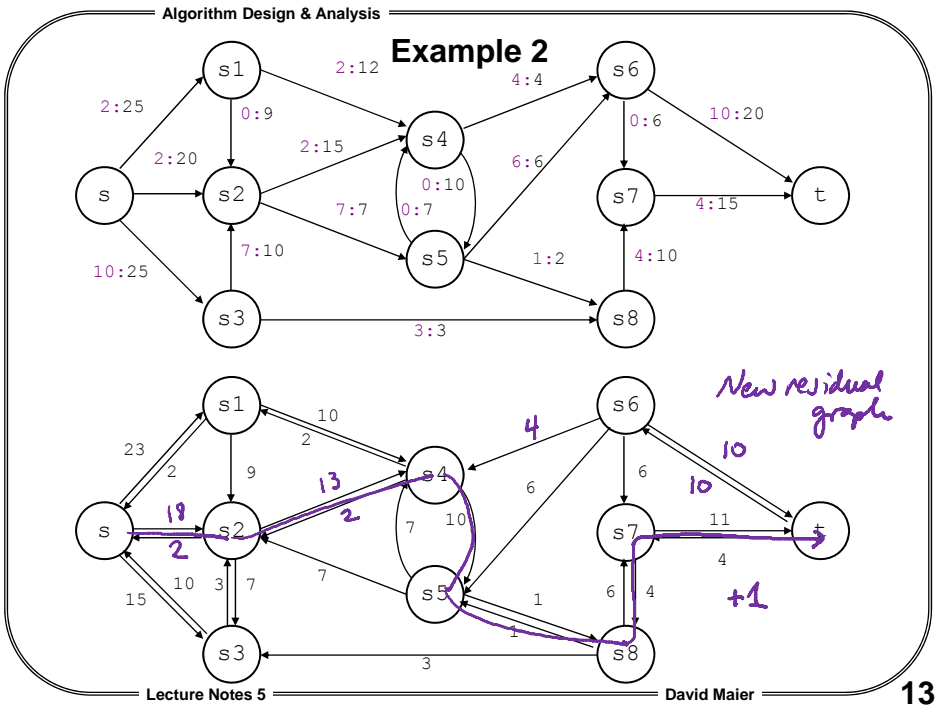 Algorithm Design & Analysis
Example 2
s1
2:12
4:4
s6
2:25
0:9
2:15
s4
0:6
10:20
2:20
6:6
s
s2
0:10
s7
t
7:7
0:7
4:15
7:10
s5
1:2
4:10
10:25
s3
3:3
s8
New residual
graph
s1
10
2
4
s6
10
10
23
2
9
13
2
s4
6
6
18
7
10
11
s
s2
s7
t
2
7
4
15
10
3
7
s5
1
1
6
4
+1
s3
3
s8
Lecture Notes 5
David Maier
13